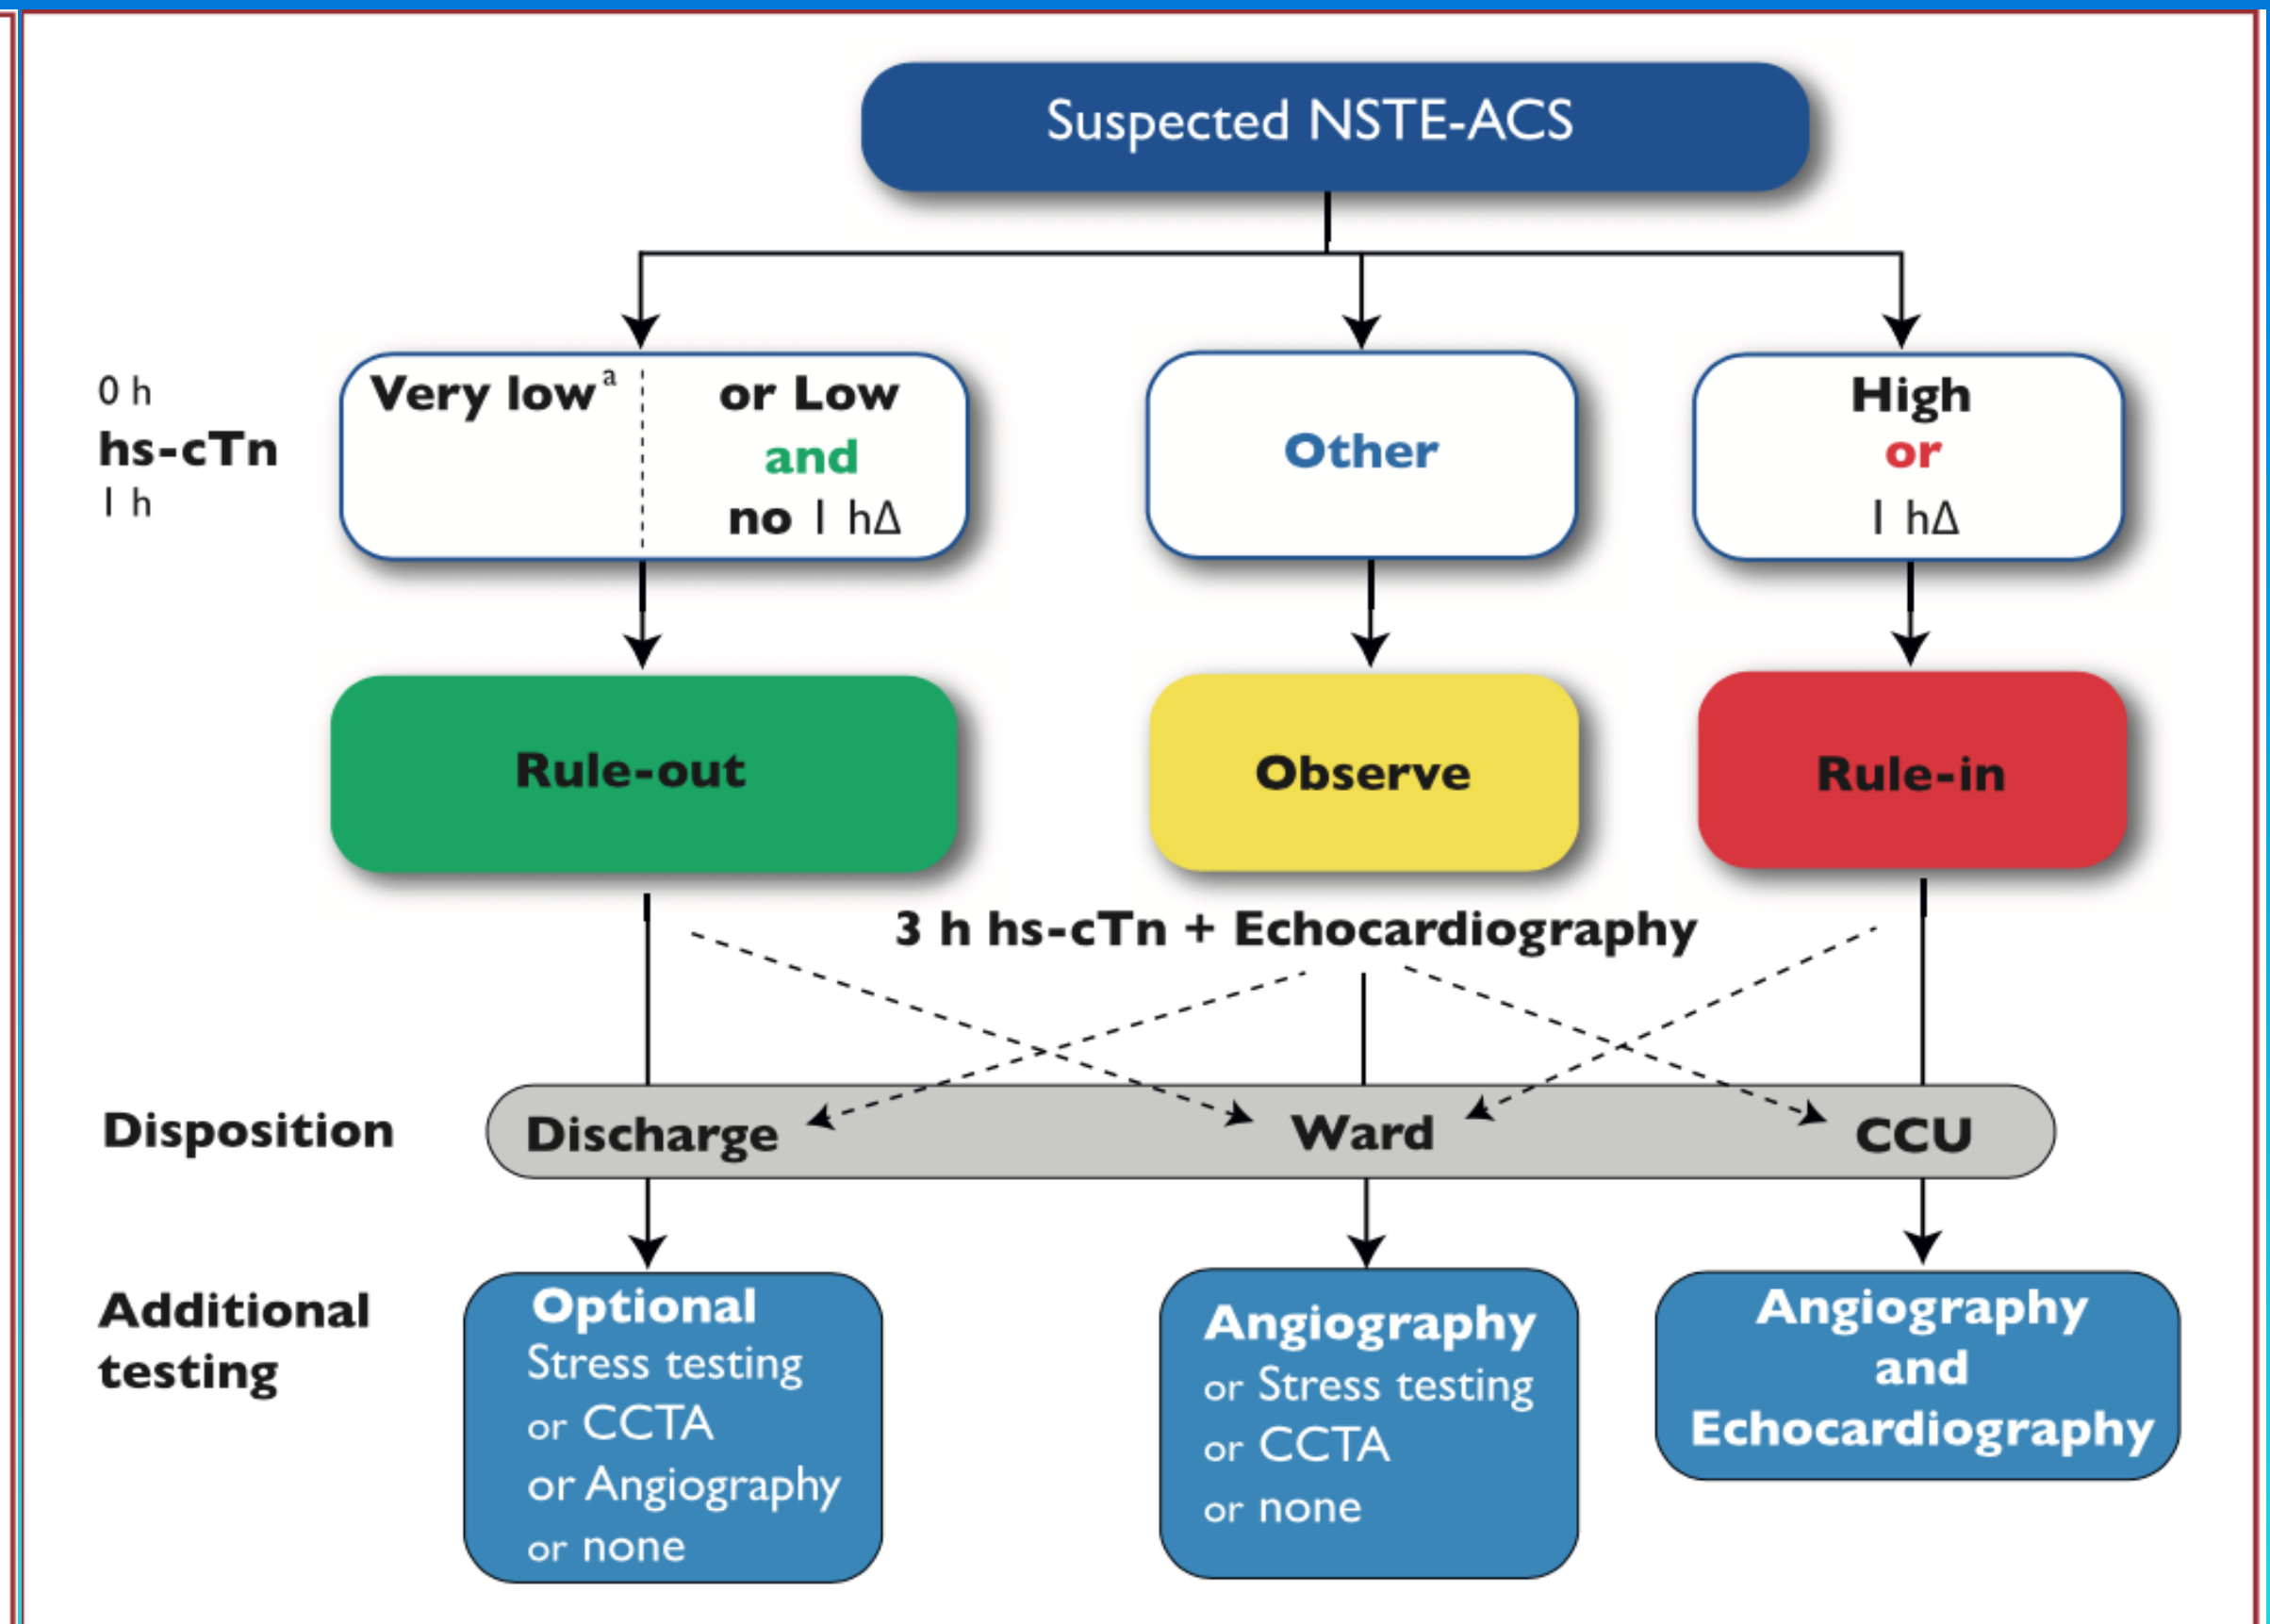 Suspected NSTE-ACS
0 h
hs-cTn
1 h
Very low a
or Low
and
no 1 hΔ
Other
High
or
1 hΔ
Rule-out
Observe
Rule-in
3 h hs-cTn + Echocardiography
Disposition
Discharge
Ward
CCU
Additional
testing
Optional
Stress testing
or CCTA
or Angiography
or none
Angiography
or Stress testing
or CCTA
or none
Angiography
and
Echocardiography